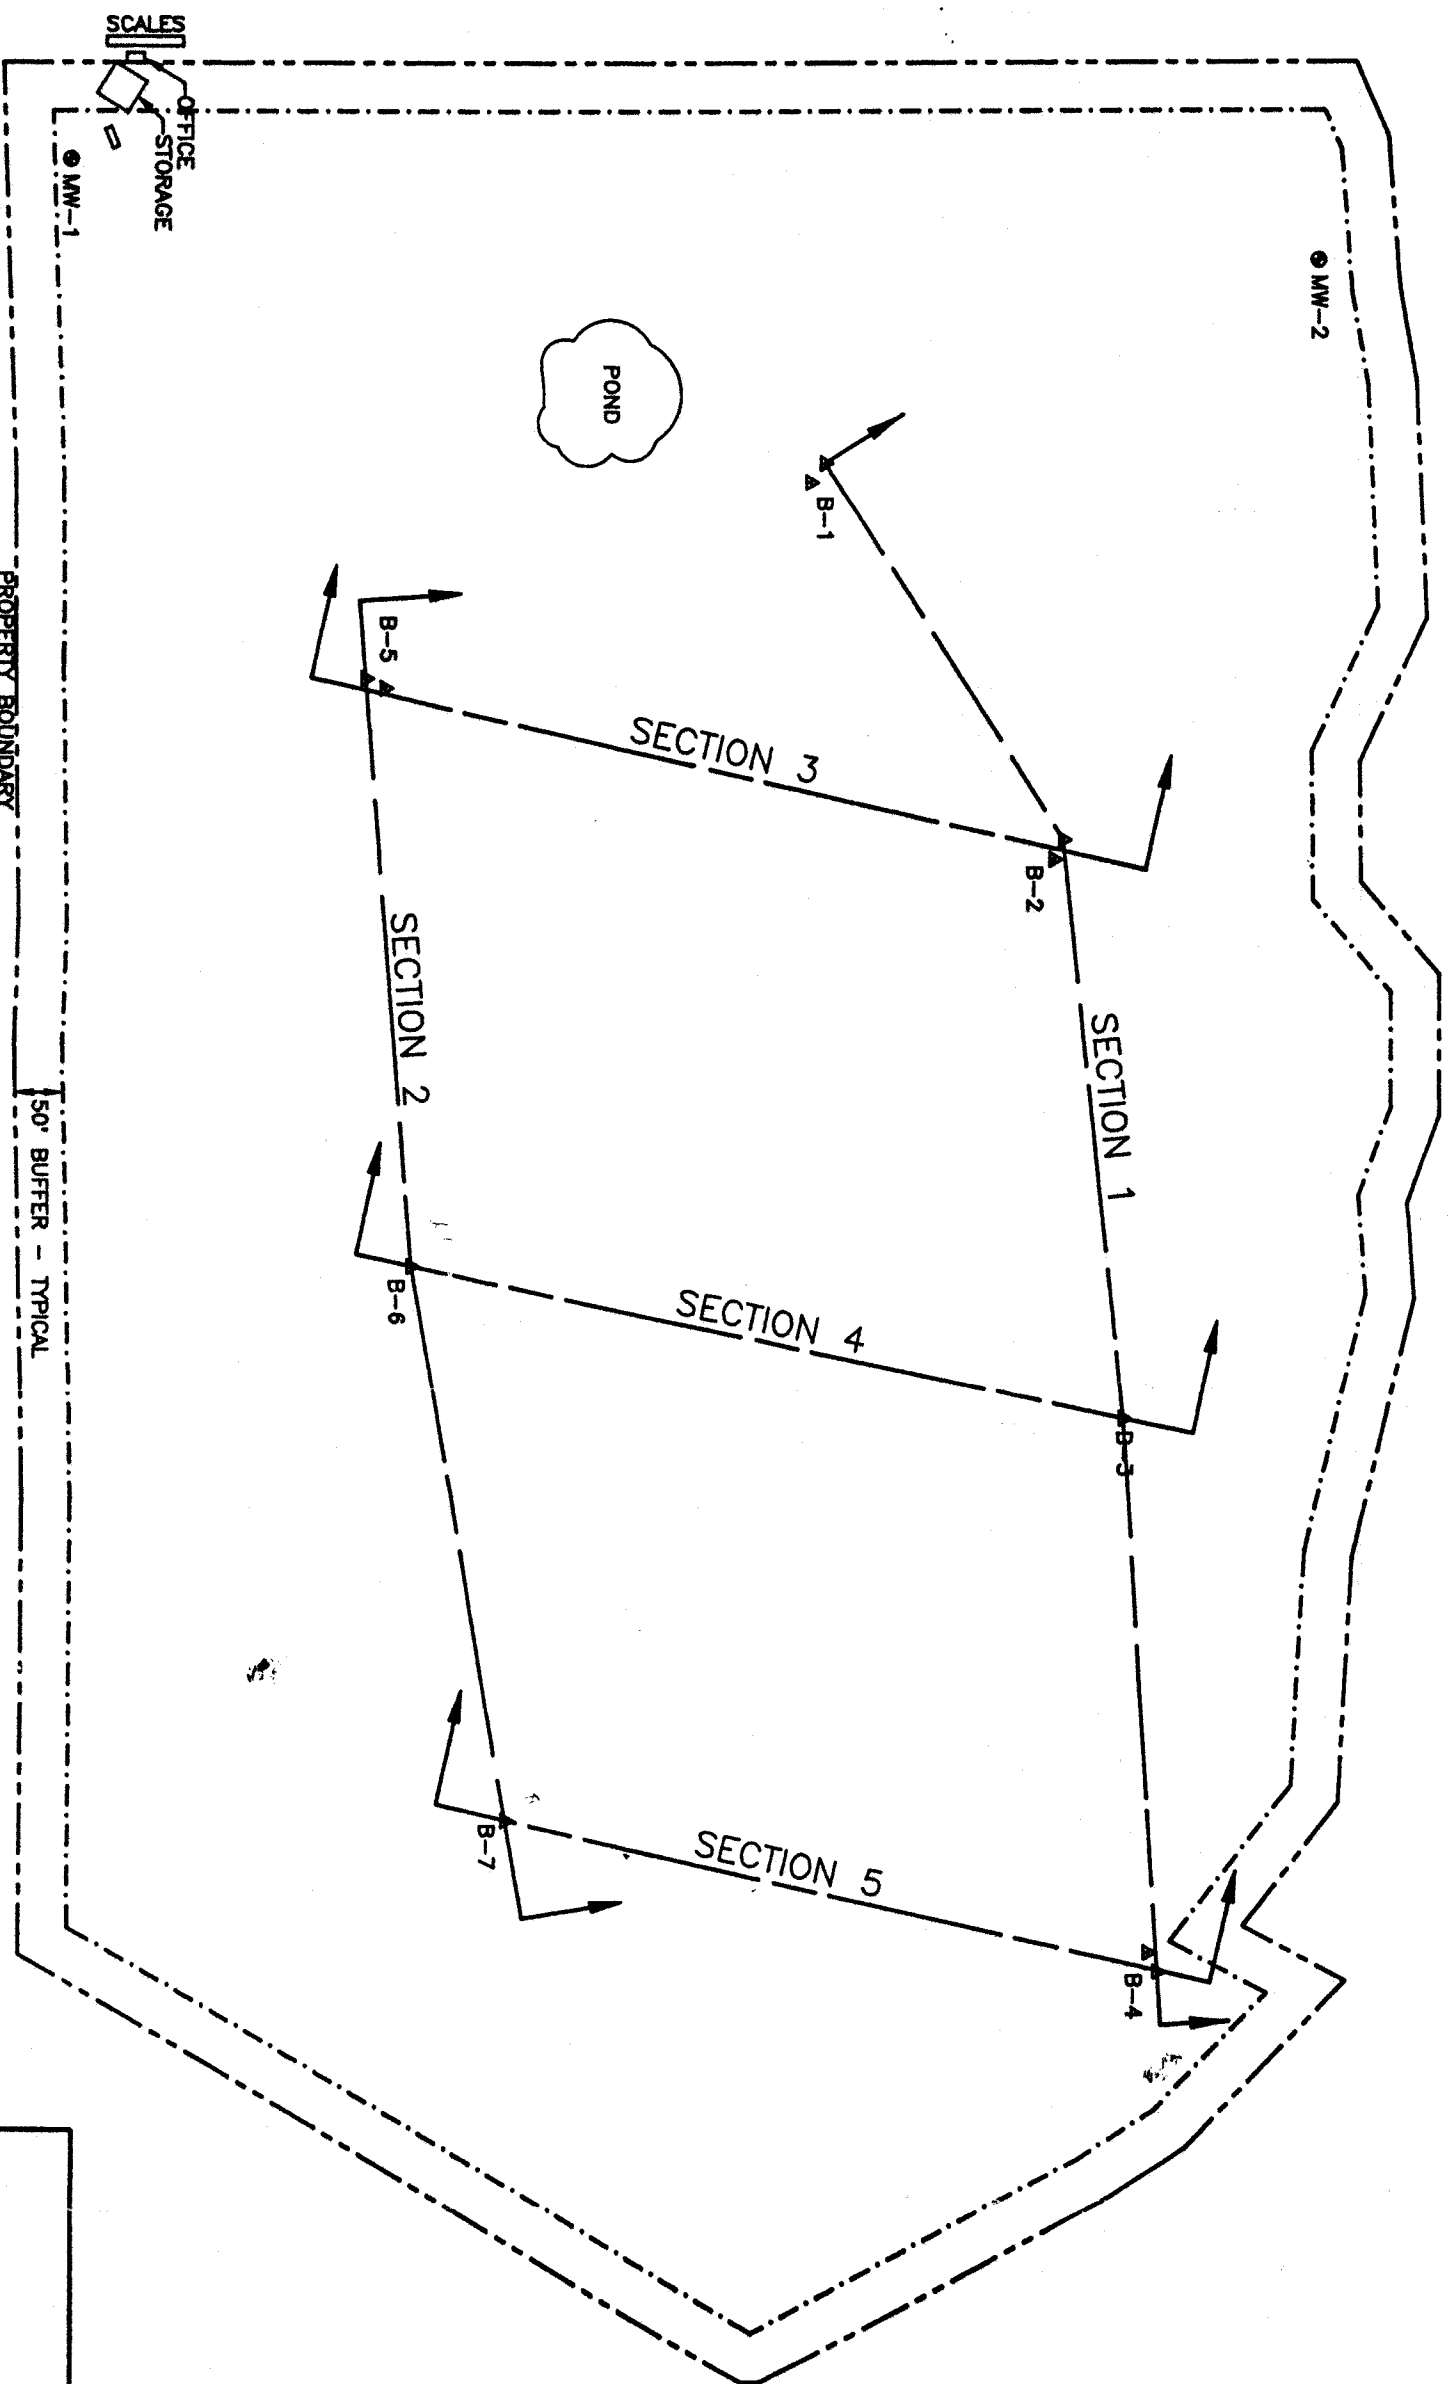 SCALES
OFFICE
STORAGE
MW-1
MW-2
POND
B-1
B-5
SECTION 3
B-2
SECTION 2
SECTION 1
PROPERTY BOUNDARY
50' BUFFER - TYPICAL
B-6
SECTION 4
B-3
B-7
SECTION 5
B-4